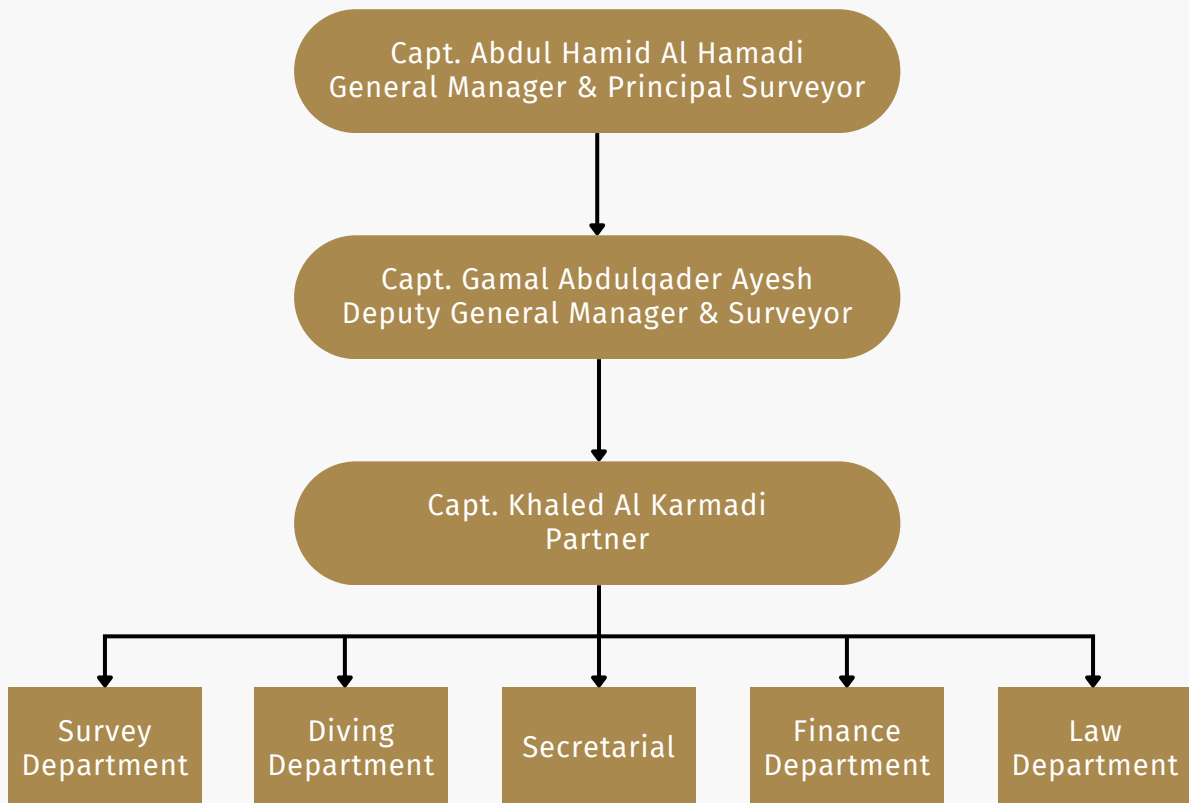 Capt. Abdul Hamid Al Hamadi
General Manager & Principal Surveyor
Capt. Gamal Abdulqader Ayesh
Deputy General Manager & Surveyor
Capt. Khaled Al Karmadi
Partner
Survey
Department
Diving
Department
Secretarial
Finance
Department
Law
Department